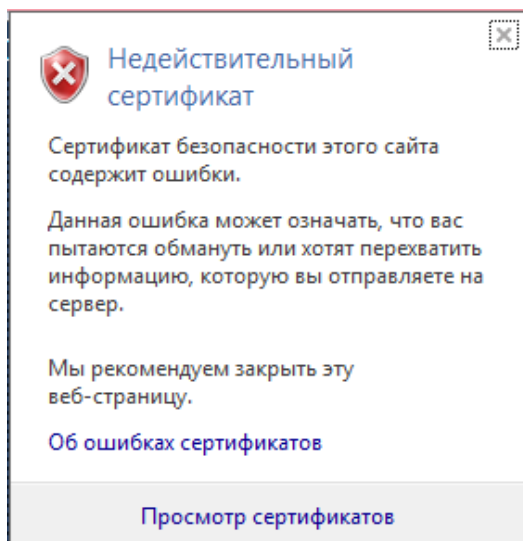 Недействительный
сертификат
Сертификат безопасности этого сайта
содержит ошибки.
Данная ошибка может означать, что вас
пытаются обмануть или хотят перехватить
информацию, которую вы отправляете на
сервер.
Мы рекомендуем закрыть эту
веб-страницу.
Об ошибках сертификатов
Просмотр сертификатов